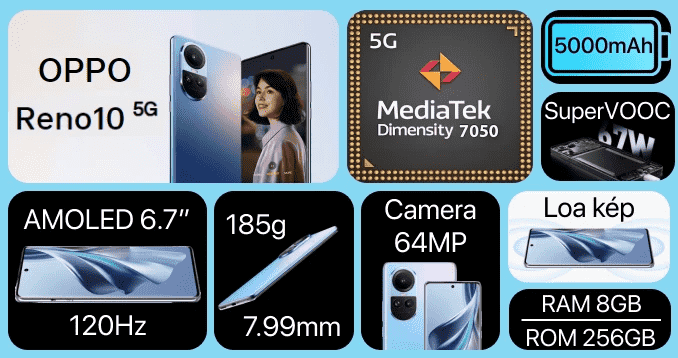 OPPO
Reno10 5G
5G
MediaTek
Dimensity 7050
5000mAh
SuperVOOC
67W
AMOLED 6.7”
120Hz
185g
7.99mm
Camera
64MP
Loa kép
RAM 8GB
ROM 256GB